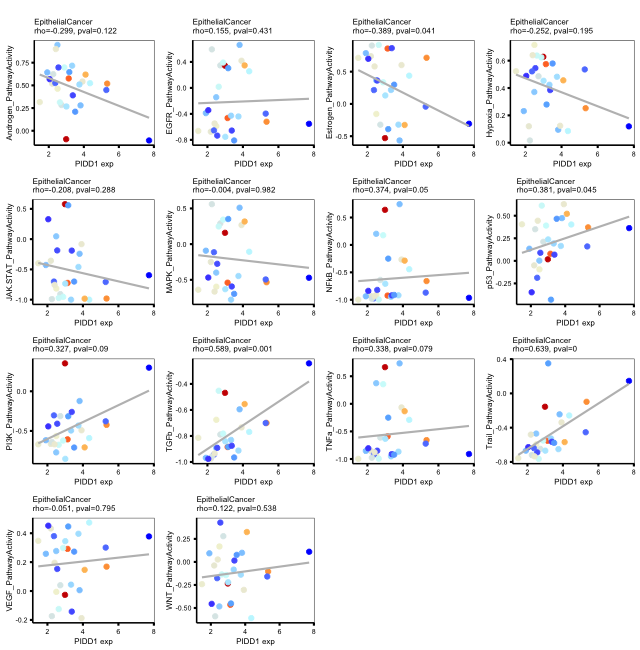 EpithelialCancer
rho=-0.299, pval=0.122
Androgen_PathwayActivity
0.75
0.50
0.25
0.00
2 4 6 8
PIDD1 exp
EpithelialCancer
rho=0.155, pval=0.431
EGFR_PathwayActivity
0.4
0.0
-0.4
-0.8
2 4 6 8
PIDD1 exp
EpithelialCancer
rho=-0.389, pval=0.041
Estrogen_PathwayActivity
0.5
0.0
-0.5
2 4 6 8
PIDD1 exp
EpithelialCancer
rho=-0.252, pval=0.195
Hypoxia_PathwayActivity
0.6
0.4
0.2
0.0
2 4 6 8
PIDD1 exp
EpithelialCancer
rho=-0.208, pval=0.288
JAK-STAT_PathwayActivity
0.5
0.0
-0.5
-1.0
2 4 6 8
PIDD1 exp
EpithelialCancer
rho=-0.004, pval=0.982
MAPK_PathwayActivity
0.5
0.0
-0.5
2 4 6 8
PIDD1 exp
EpithelialCancer
rho=0.374, pval=0.05
NFkB_PathwayActivity
0.5
0.0
-0.5
-1.0
2 4 6 8
PIDD1 exp
EpithelialCancer
rho=0.381, pval=0.045
p53_PathwayActivity
0.50
0.25
0.00
-0.25
2 4 6 8
PIDD1 exp
EpithelialCancer
rho=0.327, pval=0.09
PI3K_PathwayActivity
0.0
-0.5
2 4 6 8
PIDD1 exp
EpithelialCancer
rho=0.589, pval=0.001
TGFb_PathwayActivity
-0.4
-0.6
-0.8
-1.0
2 4 6 8
PIDD1 exp
EpithelialCancer
rho=0.338, pval=0.079
TNFa_PathwayActivity
0.5
0.0
-0.5
-1.0
2 4 6 8
PIDD1 exp
EpithelialCancer
rho=0.639, pval=0
Trail_PathwayActivity
0.4
0.0
-0.4
-0.8
2 4 6 8
PIDD1 exp
EpithelialCancer
rho=-0.051, pval=0.795
VEGF_PathwayActivity
0.4
0.2
0.0
-0.2
2 4 6 8
PIDD1 exp
EpithelialCancer
rho=0.122, pval=0.538
WNT_PathwayActivity
0.25
0.00
-0.25
-0.50
2 4 6 8
PIDD1 exp